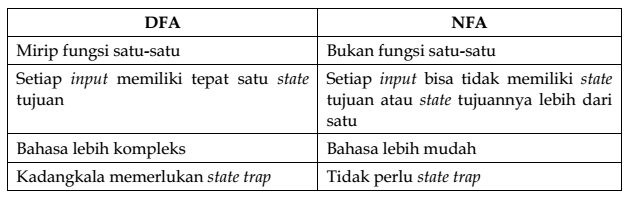 DFA NFA
Mirip fungsi satu-satu Bukan fungsi satu-satu
Setiap input memiliki tepat satu state
tujuan
Setiap input bisa tidak memiliki state
tujuan atau state tujuannya lebih dari
satu
Bahasa lebih kompleks Bahasa lebih mudah
Kadangkala memerlukan state trap Tidak perlu state trap